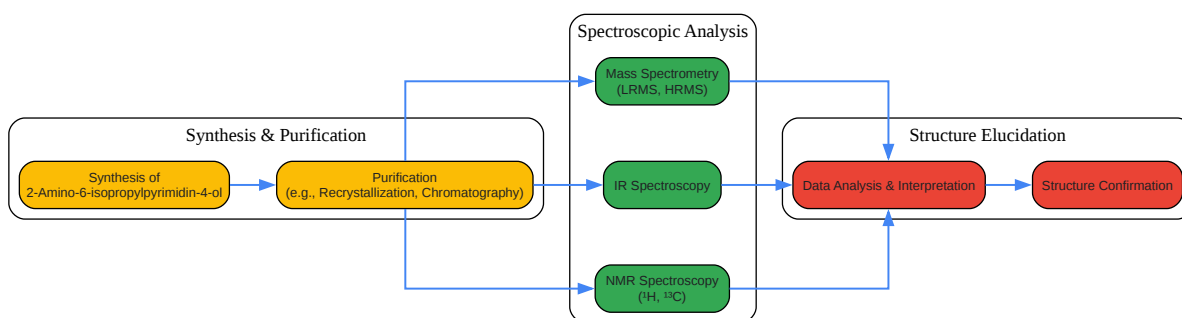 Spectroscopic Analysis
Mass Spectrometry
(LRMS, HRMS)
Synthesis & Purification
Structure Elucidation
Synthesis of
2-Amino-6-isopropylpyrimidin-4-ol
Purification
(e.g., Recrystallization, Chromatography)
IR Spectroscopy
Data Analysis & Interpretation
Structure Confirmation
NMR Spectroscopy
(¹H, ¹³C)